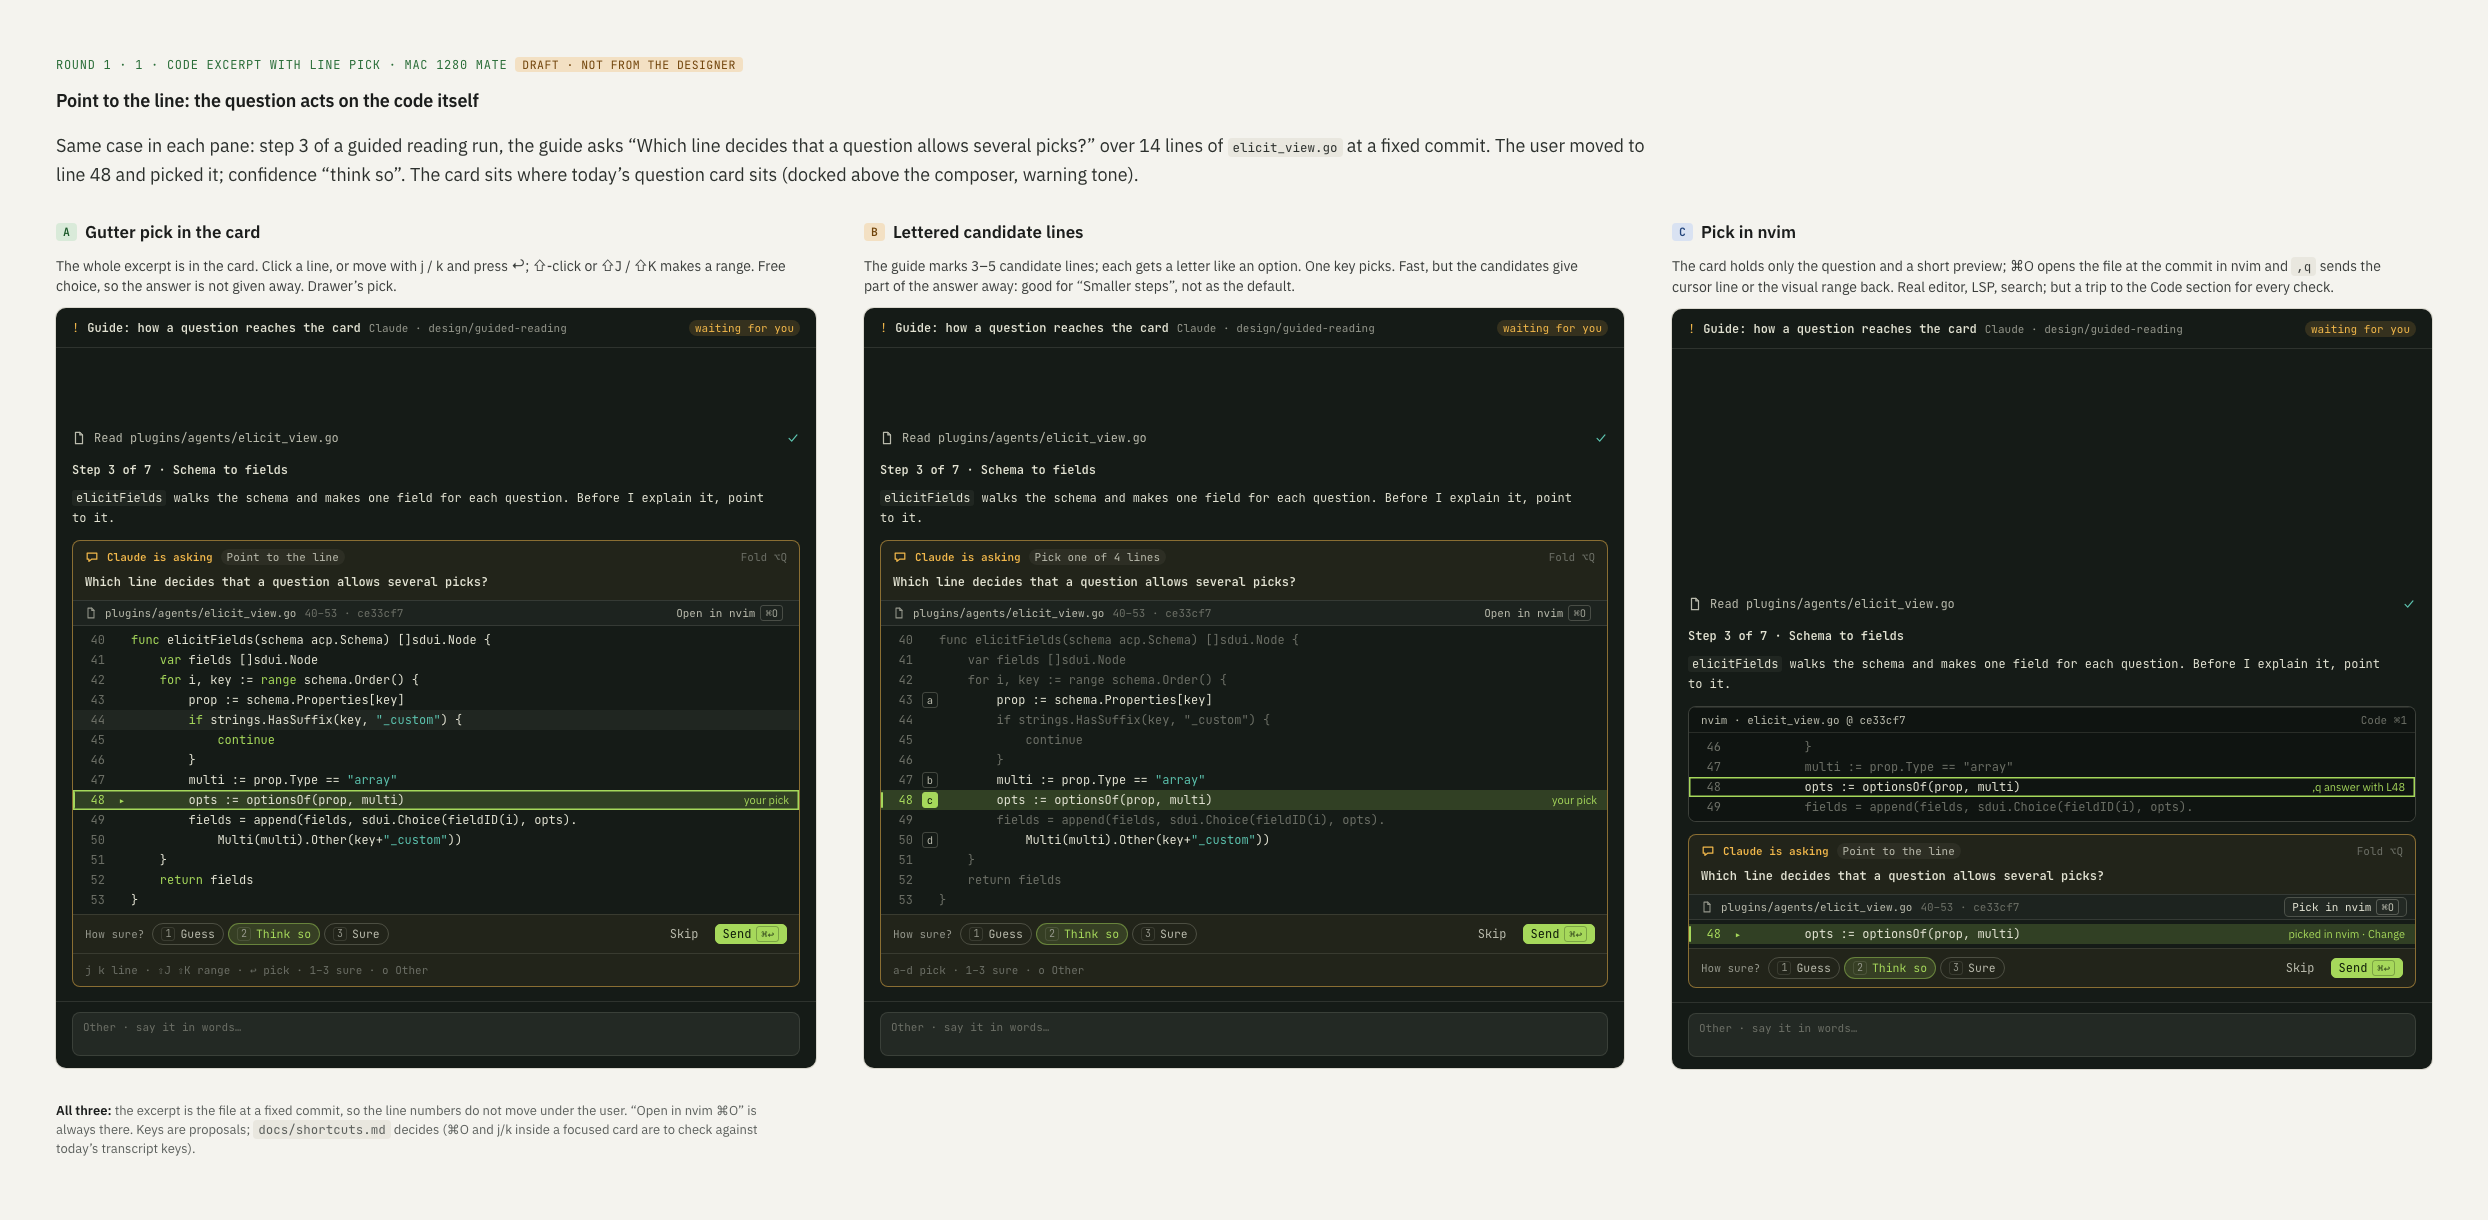 ROUND 1 · 1 · CODE EXCERPT WITH LINE PICK · MAC 1280 MATE DRAFT · NOT FROM THE DESIGNER
Point to the line: the question acts on the code itself
Same case in each pane: step 3 of a guided reading run, the guide asks “Which line decides that a question allows several picks?” over 14 lines of elicit_view.go at a fixed commit. The user moved to
line 48 and picked it; confidence “think so”. The card sits where today’s question card sits (docked above the composer, warning tone).
A Gutter pick in the card
The whole excerpt is in the card. Click a line, or move with j / k and press ↩; ⇧-click or ⇧J / ⇧K makes a range. Free
choice, so the answer is not given away. Drawer’s pick.
! Guide: how a question reaches the card Claude · design/guided-reading waiting for you
Read plugins/agents/elicit_view.go ✓
Step 3 of 7 · Schema to fields
elicitFields walks the schema and makes one field for each question. Before I explain it, point
to it.
Claude is asking Point to the line Fold ⌥Q
Which line decides that a question allows several picks?
plugins/agents/elicit_view.go 40–53 · ce33cf7 Open in nvim ⌘O
40 func elicitFields(schema acp.Schema) []sdui.Node {
41 var fields []sdui.Node
42 for i, key := range schema.Order() {
43 prop := schema.Properties[key]
44 if strings.HasSuffix(key, "_custom") {
45 continue
46 }
47 multi := prop.Type == "array"
48 ▸ opts := optionsOf(prop, multi) your pick
49 fields = append(fields, sdui.Choice(fieldID(i), opts).
50 Multi(multi).Other(key+"_custom"))
51 }
52 return fields
53 }
How sure? 1 Guess 2 Think so 3 Sure Skip Send ⌘↩
j k line · ⇧J ⇧K range · ↩ pick · 1–3 sure · o Other
Other · say it in words…
B Lettered candidate lines
The guide marks 3–5 candidate lines; each gets a letter like an option. One key picks. Fast, but the candidates give
part of the answer away: good for “Smaller steps”, not as the default.
! Guide: how a question reaches the card Claude · design/guided-reading waiting for you
Read plugins/agents/elicit_view.go ✓
Step 3 of 7 · Schema to fields
elicitFields walks the schema and makes one field for each question. Before I explain it, point
to it.
Claude is asking Pick one of 4 lines Fold ⌥Q
Which line decides that a question allows several picks?
plugins/agents/elicit_view.go 40–53 · ce33cf7 Open in nvim ⌘O
40 func elicitFields(schema acp.Schema) []sdui.Node {
41 var fields []sdui.Node
42 for i, key := range schema.Order() {
43 a prop := schema.Properties[key]
44 if strings.HasSuffix(key, "_custom") {
45 continue
46 }
47 b multi := prop.Type == "array"
48 c opts := optionsOf(prop, multi) your pick
49 fields = append(fields, sdui.Choice(fieldID(i), opts).
50 d Multi(multi).Other(key+"_custom"))
51 }
52 return fields
53 }
How sure? 1 Guess 2 Think so 3 Sure Skip Send ⌘↩
a–d pick · 1–3 sure · o Other
Other · say it in words…
C Pick in nvim
The card holds only the question and a short preview; ⌘O opens the file at the commit in nvim and ,q sends the
cursor line or the visual range back. Real editor, LSP, search; but a trip to the Code section for every check.
! Guide: how a question reaches the card Claude · design/guided-reading waiting for you
Read plugins/agents/elicit_view.go ✓
Step 3 of 7 · Schema to fields
elicitFields walks the schema and makes one field for each question. Before I explain it, point
to it.
nvim · elicit_view.go @ ce33cf7 Code ⌘1
46 }
47 multi := prop.Type == "array"
48 opts := optionsOf(prop, multi) ,q answer with L48
49 fields = append(fields, sdui.Choice(fieldID(i), opts).
Claude is asking Point to the line Fold ⌥Q
Which line decides that a question allows several picks?
plugins/agents/elicit_view.go 40–53 · ce33cf7 Pick in nvim ⌘O
48 ▸ opts := optionsOf(prop, multi) picked in nvim · Change
How sure? 1 Guess 2 Think so 3 Sure Skip Send ⌘↩
Other · say it in words…
All three: the excerpt is the file at a fixed commit, so the line numbers do not move under the user. “Open in nvim ⌘O” is
always there. Keys are proposals; docs/shortcuts.md decides (⌘O and j/k inside a focused card are to check against
today’s transcript keys).